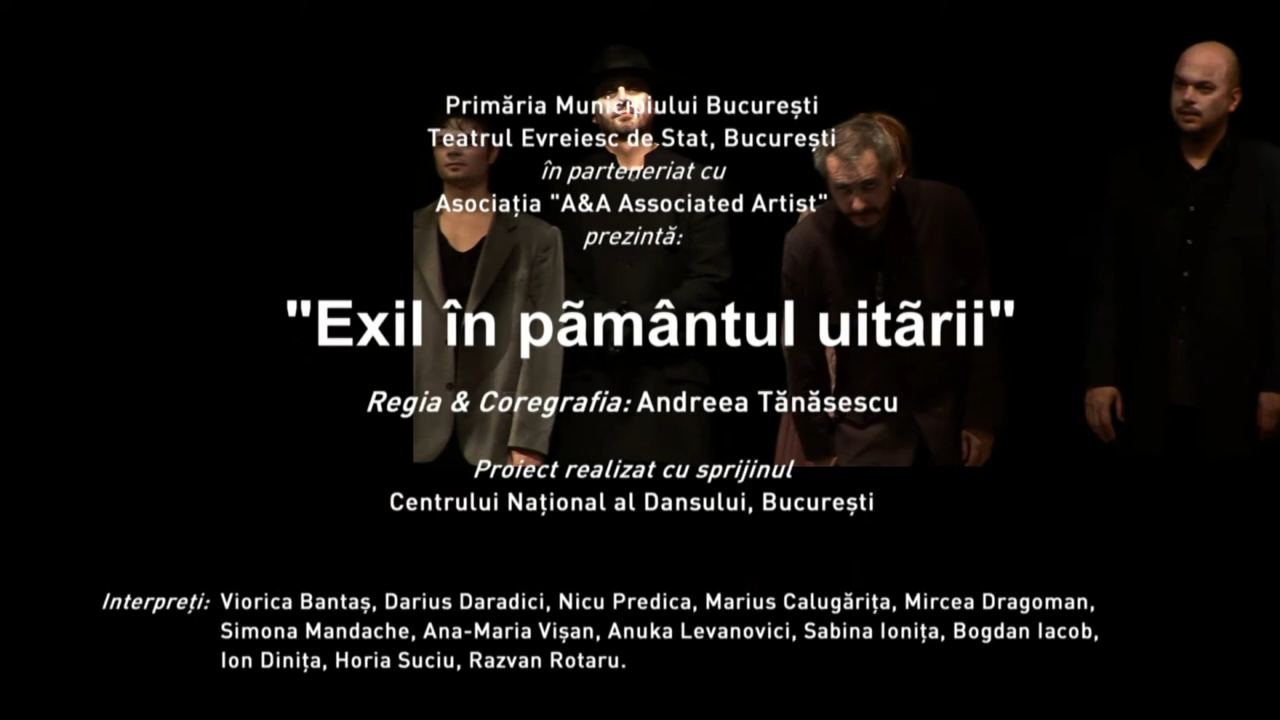 Primăria Municipiului București
Teatrul Evreiesc de Stat, București
în parteneriat cu
Asociația "A&A Associated Artist"
prezintă:
"Exil în pãmântul uitãrii"
Regia & Coregrafia: Andreea Tănăsescu
Proiect realizat cu sprijinul
Centrului Național al Dansului, București
Interpreți: Viorica Bantaș, Darius Daradici, Nicu Predica, Marius Calugărița, Mircea Dragoman,
Simona Mandache, Ana-Maria Vișan, Anuka Levanovici, Sabina Ionița, Bogdan Iacob,
Ion Dinița, Horia Suciu, Razvan Rotaru.